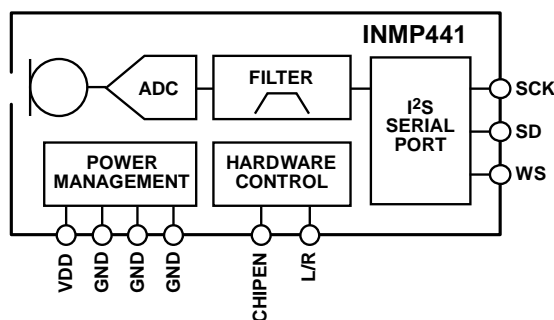 INMP441
ADC
FILTER
I²S
SERIAL
PORT
SCK
SD
WS
POWER
MANAGEMENT
HARDWARE
CONTROL
VDD
GND
GND
GND
CHIPEN
L/R